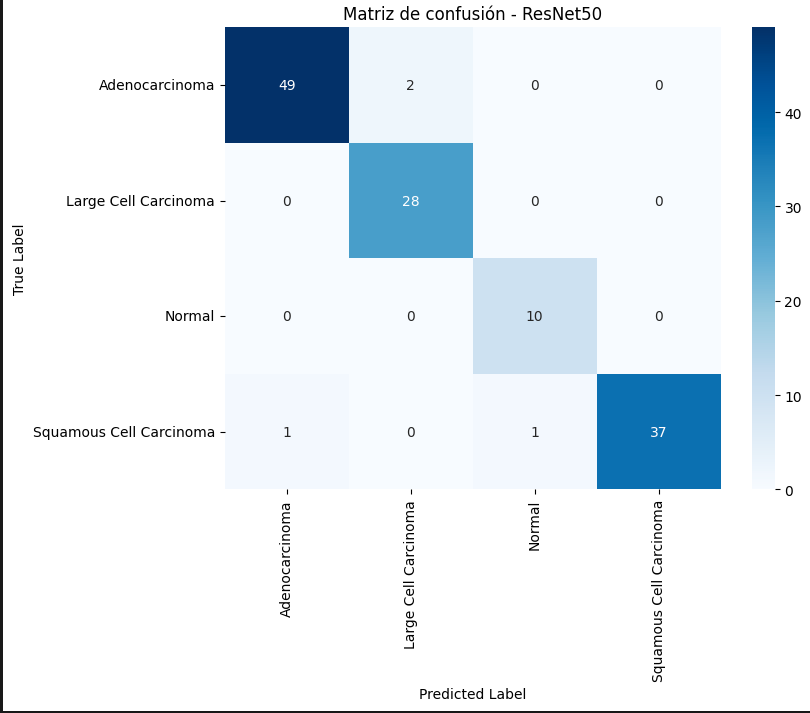 Matriz de confusión - ResNet50
Adenocarcinoma
49 2 0 0
Large Cell Carcinoma
0 28 0 0
Normal
0 0 10 0
Squamous Cell Carcinoma
1 0 1 37
True Label
Adenocarcinoma
Large Cell Carcinoma
Normal
Squamous Cell Carcinoma
Predicted Label
40
30
20
10
0